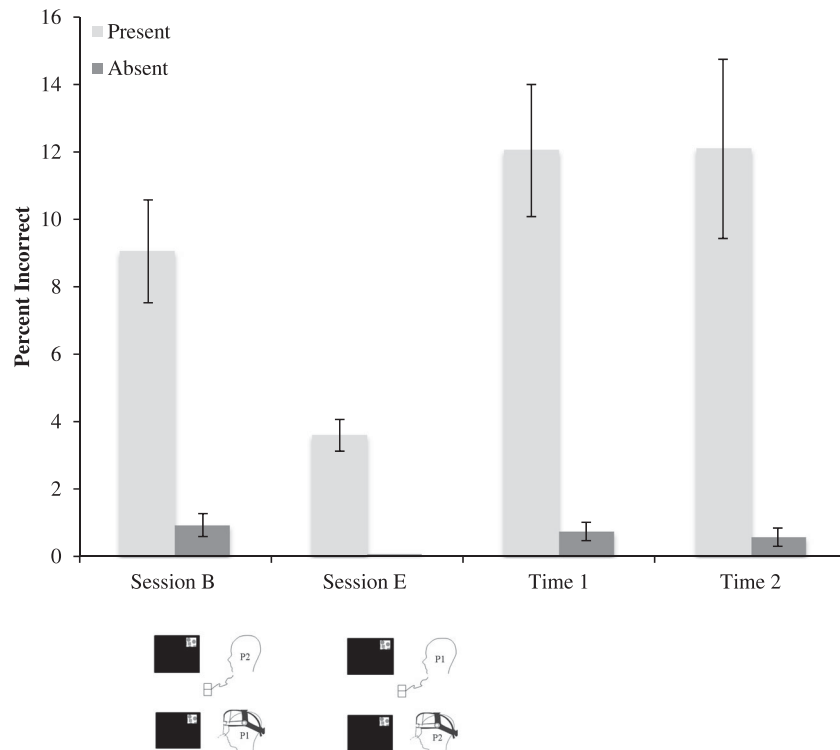 16
Present
14
Absent
12
10
8
6
4
2
0
Percent Incorrect
Session B
Session E
Time 1
Time 2
P2
P1
P1
P2